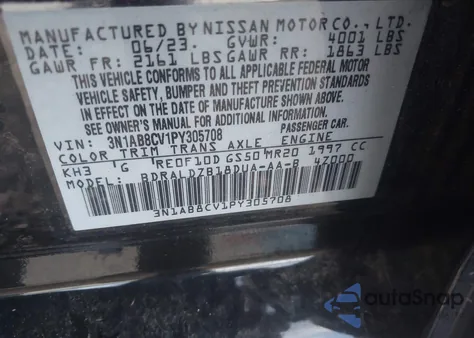 MANUFACTURED BY NISSAN MOTOR CO., LTD.
DATE: 06/23. GVWR: 4001 LBS
GAWR FR: 2161 LBS GAWR RR: 1863 LBS
THIS VEHICLE CONFORMS TO ALL APPLICABLE FEDERAL MOTOR
VEHICLE SAFETY, BUMPER AND THEFT PREVENTION STANDARDS
IN EFFECT ON THE DATE OF MANUFACTURE SHOWN ABOVE.
SEE OWNER'S MANUAL FOR ADDITIONAL INFORMATION.
VIN: 3N1AB8CV1PY305708 PASSENGER CAR.
COLOR TRIM TRANS AXLE ENGINE
KH3 G RE0F10D GS50 MR20 1997 CC
MODEL: BDRALDZB18DUA-AA-B 4Z000
3N1AB8CV1PY305708
autoSnap